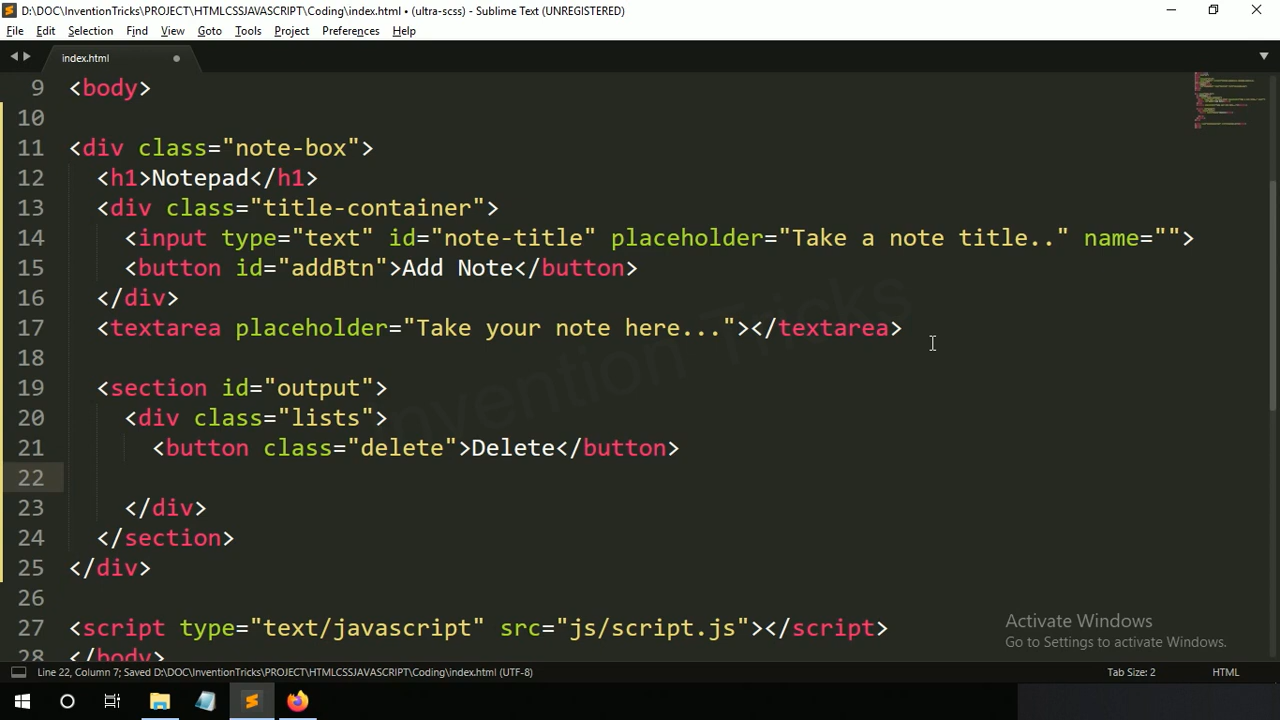 D:\DOC\InventionTricks\PROJECT\HTMLCSSJAVASCRIPT\Coding\index.html • (ultra-scss) - Sublime Text (UNREGISTERED)
File Edit Selection Find View Goto Tools Project Preferences Help
index.html
9 <body>
10
11 <div class="note-box">
12   <h1>Notepad</h1>
13   <div class="title-container">
14     <input type="text" id="note-title" placeholder="Take a note title.." name="">
15     <button id="addBtn">Add Note</button>
16   </div>
17   <textarea placeholder="Take your note here..."></textarea>
18
19   <section id="output">
20     <div class="lists">
21       <button class="delete">Delete</button>
22
23     </div>
24   </section>
25 </div>
26
27 <script type="text/javascript" src="js/script.js"></script>
28 </body>
Invention Tricks
Activate Windows
Go to Settings to activate Windows.
Line 22, Column 7; Saved D:\DOC\InventionTricks\PROJECT\HTMLCSSJAVASCRIPT\Coding\index.html (UTF-8) Tab Size: 2 HTML